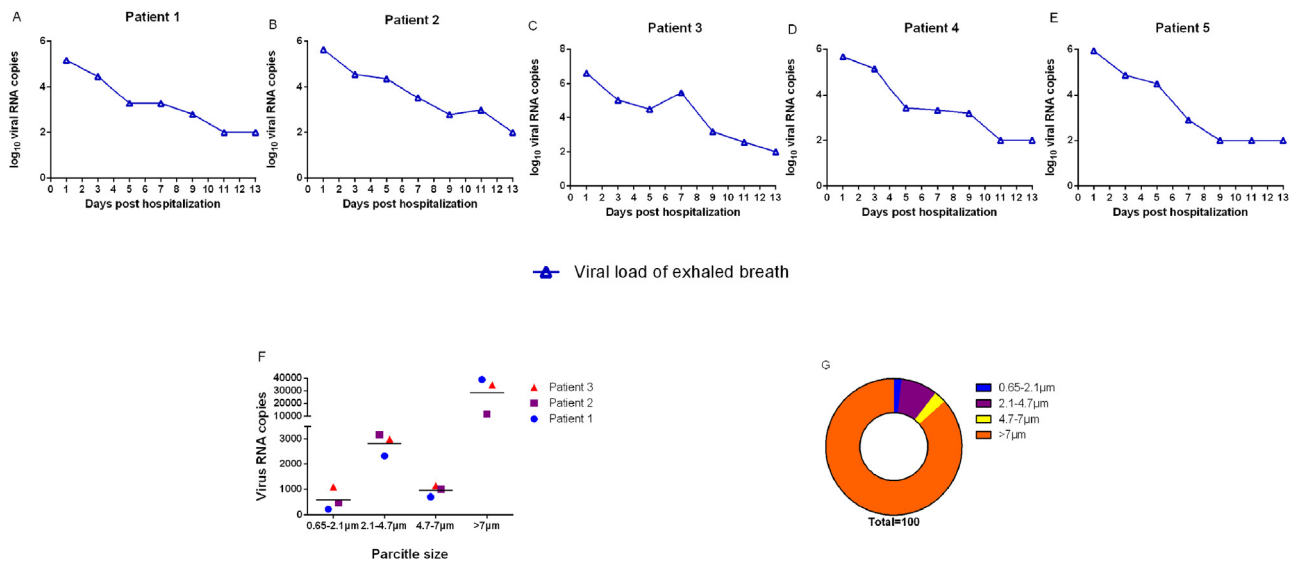 A
Patient 1
log10 viral RNA copies
6
4
2
0
0 1 2 3 4 5 6 7 8 9 10 11 12 13
Days post hospitalization
B
Patient 2
log10 viral RNA copies
6
4
2
0
0 1 2 3 4 5 6 7 8 9 10 11 12 13
Days post hospitalization
C
Patient 3
log10 viral RNA copies
8
6
4
2
0
0 1 2 3 4 5 6 7 8 9 10 11 12 13
Days post hospitalization
D
Patient 4
log10 viral RNA copies
6
4
2
0
0 1 2 3 4 5 6 7 8 9 10 11 12 13
Days post hospitalization
E
Patient 5
log10 viral RNA copies
6
4
2
0
0 1 2 3 4 5 6 7 8 9 10 11 12 13
Days post hospitalization
Viral load of exhaled breath
F
Virus RNA copies
40000
30000
20000
10000
3000
2000
1000
0
0.65-2.1μm 2.1-4.7μm 4.7-7μm >7μm
Parcitle size
Patient 3
Patient 2
Patient 1
G
0.65-2.1μm
2.1-4.7μm
4.7-7μm
>7μm
Total=100